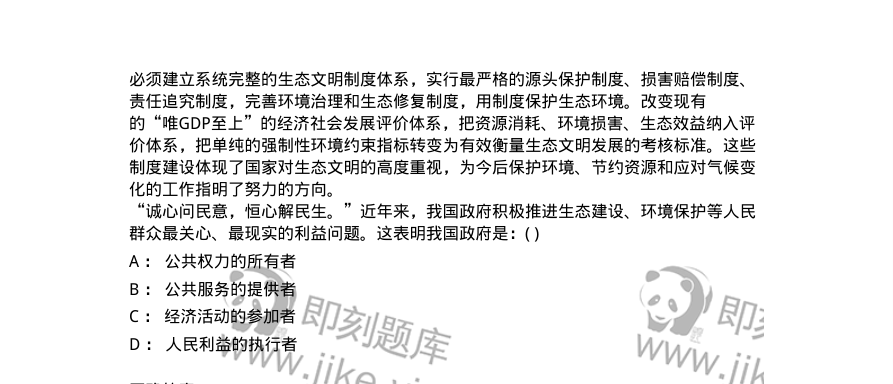 必须建立系统完整的生态文明制度体系，实行最严格的源头保护制度、损害赔偿制度、
责任追究制度，完善环境治理和生态修复制度，用制度保护生态环境。改变现有
的“唯GDP至上”的经济社会发展评价体系，把资源消耗、环境损害、生态效益纳入评
价体系，把单纯的强制性环境约束指标转变为有效衡量生态文明发展的考核标准。这些
制度建设体现了国家对生态文明的高度重视，为今后保护环境、节约资源和应对气候变
化的工作指明了努力的方向。
“诚心问民意，恒心解民生。”近年来，我国政府积极推进生态建设、环境保护等人民
群众最关心、最现实的利益问题。这表明我国政府是：( )
A： 公共权力的所有者
B： 公共服务的提供者
C： 经济活动的参加者
D： 人民利益的执行者
即刻题库
www.jike.
即刻
www.